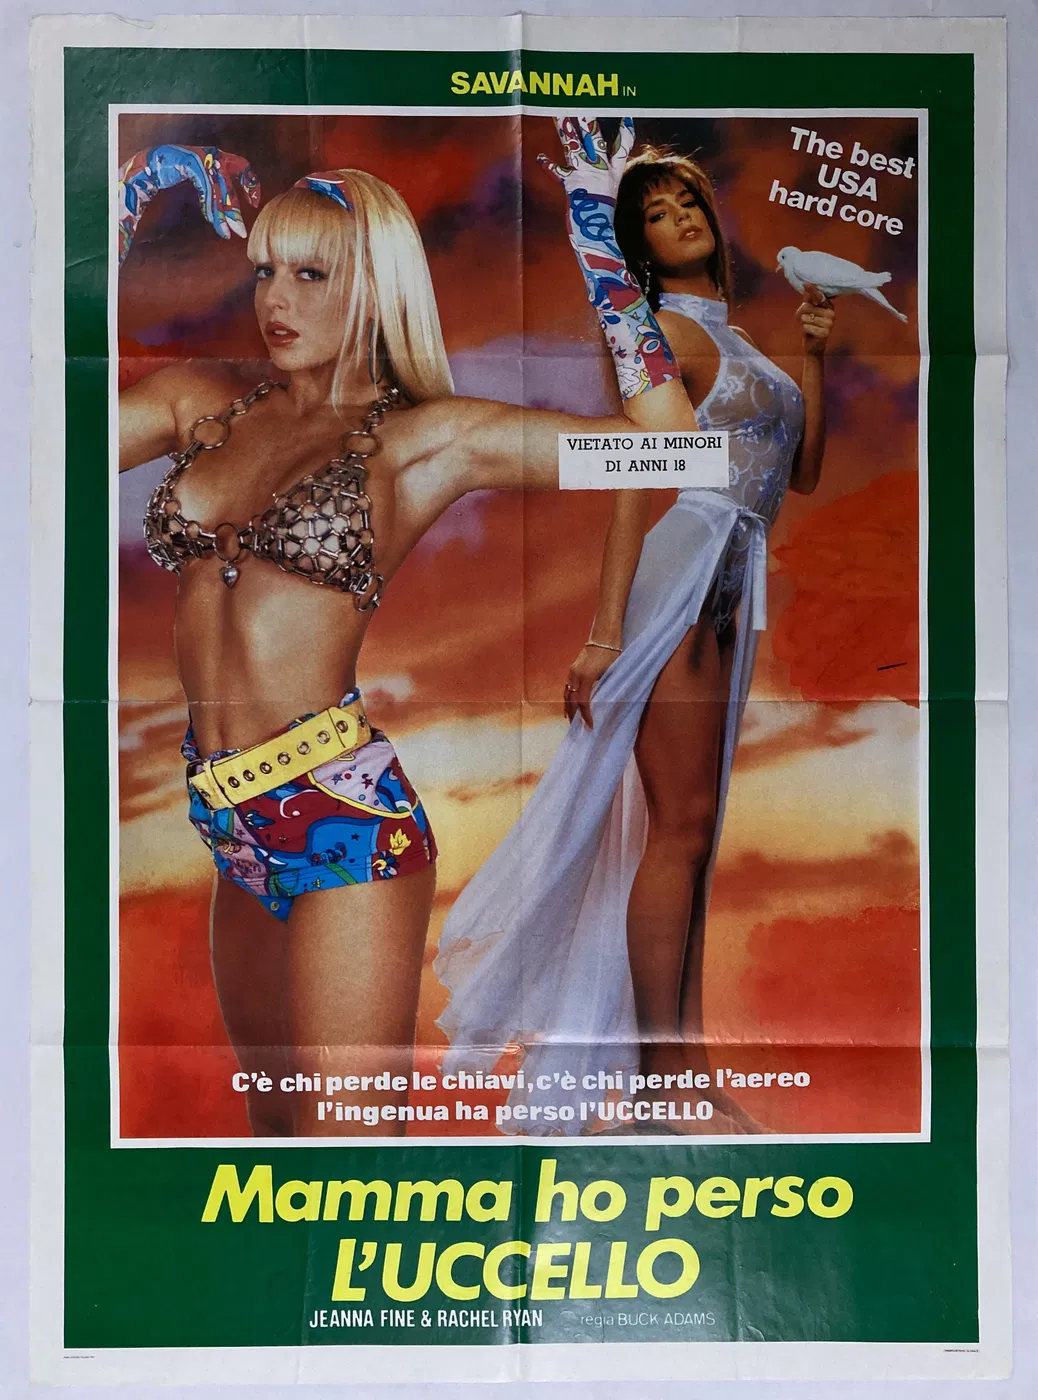 SAVANNAH IN
The best
USA
hard core
VIETATO AI MINORI
DI ANNI 18
C'è chi perde le chiavi, c'è chi perde l'aereo
l'ingenua ha perso l'UCCELLO
Mamma ho perso
L'UCCELLO
JEANNA FINE & RACHEL RYAN regia BUCK ADAMS